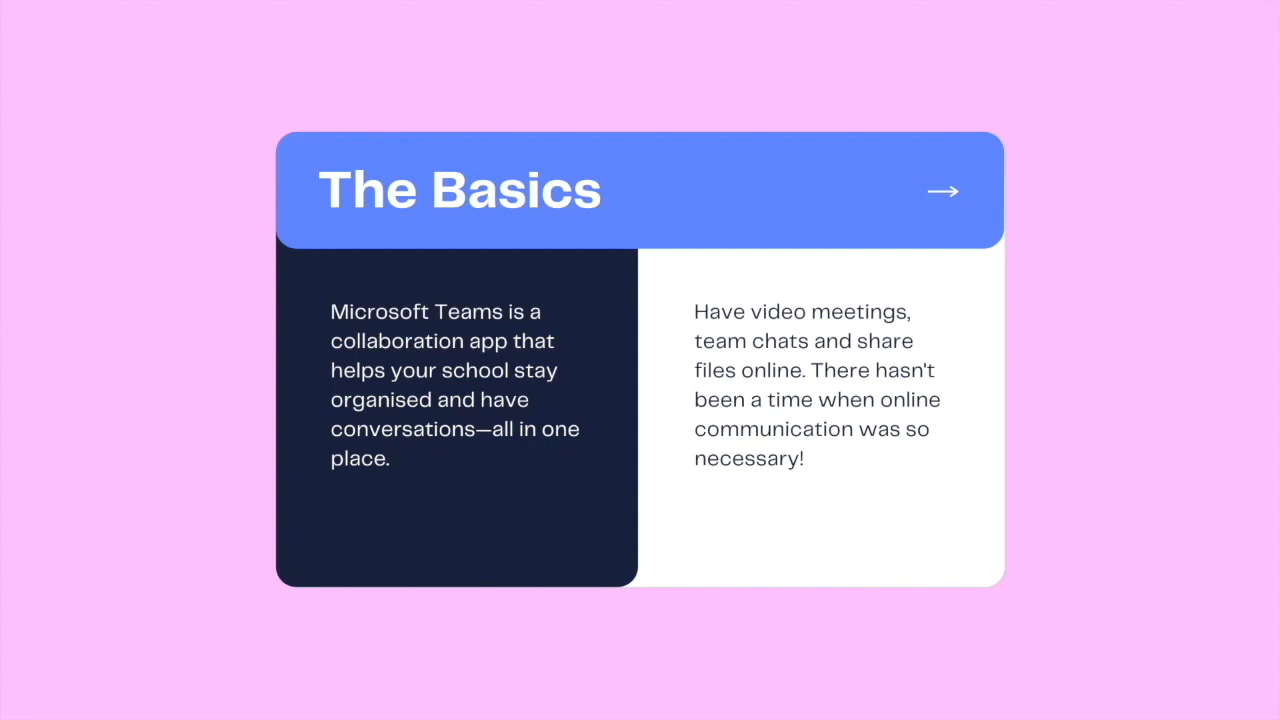 The Basics
Microsoft Teams is a
collaboration app that
helps your school stay
organised and have
conversations—all in one
place.
Have video meetings,
team chats and share
files online. There hasn't
been a time when online
communication was so
necessary!